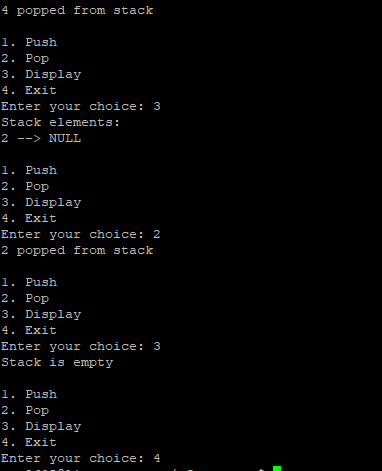 4 popped from stack
1. Push
2. Pop
3. Display
4. Exit
Enter your choice: 3
Stack elements:
2 --> NULL
1. Push
2. Pop
3. Display
4. Exit
Enter your choice: 2
2 popped from stack
1. Push
2. Pop
3. Display
4. Exit
Enter your choice: 3
Stack is empty
1. Push
2. Pop
3. Display
4. Exit
Enter your choice: 4